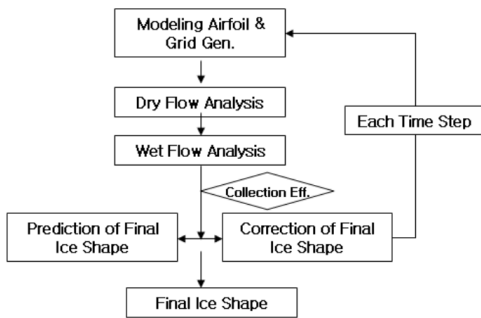 Modeling Airfoil &
Grid Gen.
Dry Flow Analysis
Each Time Step
Wet Flow Analysis
Collection Eff.
Prediction of Final
Ice Shape
Correction of Final
Ice Shape
Final Ice Shape